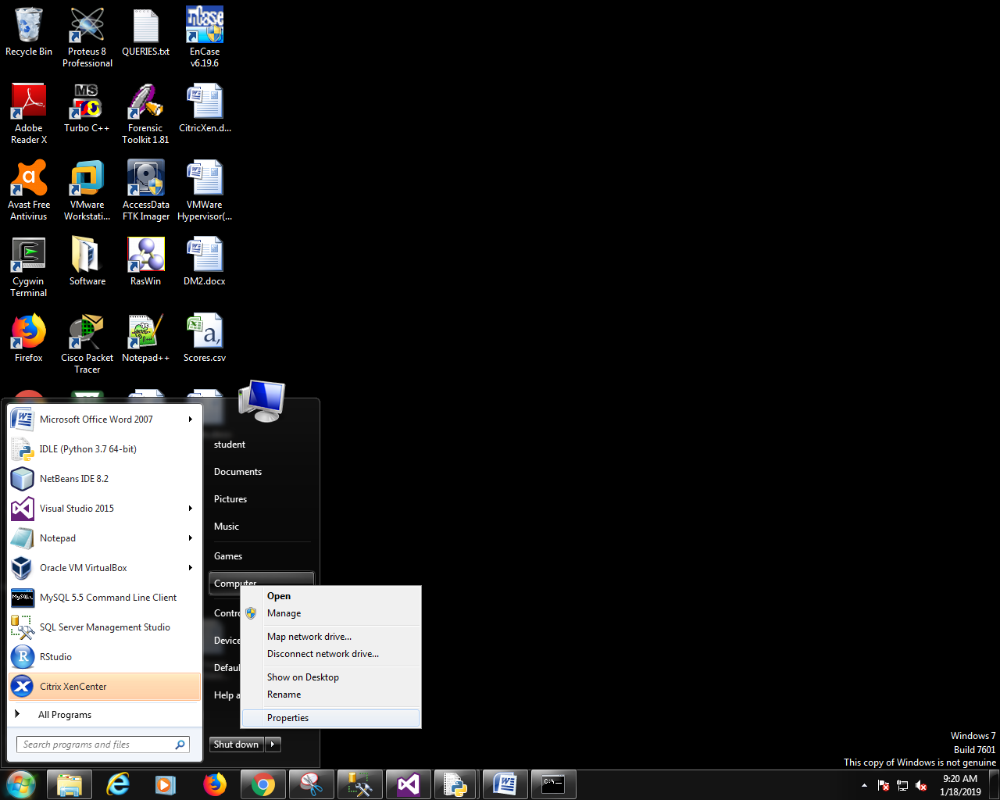 Recycle Bin
Proteus 8
Professional
QUERIES.txt
EnCase
v6.19.6
Adobe
Reader X
Turbo C++
Forensic
Toolkit 1.81
CitricXen.d...
Avast Free
Antivirus
VMware
Workstati...
AccessData
FTK Imager
VMWare
Hypervisor(...
Cygwin
Terminal
Software
RasWin
DM2.docx
Firefox
Cisco Packet
Tracer
Notepad++
Scores.csv
Microsoft Office Word 2007
IDLE (Python 3.7 64-bit)
NetBeans IDE 8.2
Visual Studio 2015
Notepad
Oracle VM VirtualBox
MySQL 5.5 Command Line Client
SQL Server Management Studio
RStudio
Citrix XenCenter
All Programs
Search programs and files
student
Documents
Pictures
Music
Games
Computer
Contro
Device
Defaul
Help a
Shut down
Open
Manage
Map network drive...
Disconnect network drive...
Show on Desktop
Rename
Properties
Windows 7
Build 7601
This copy of Windows is not genuine
9:20 AM
1/18/2019